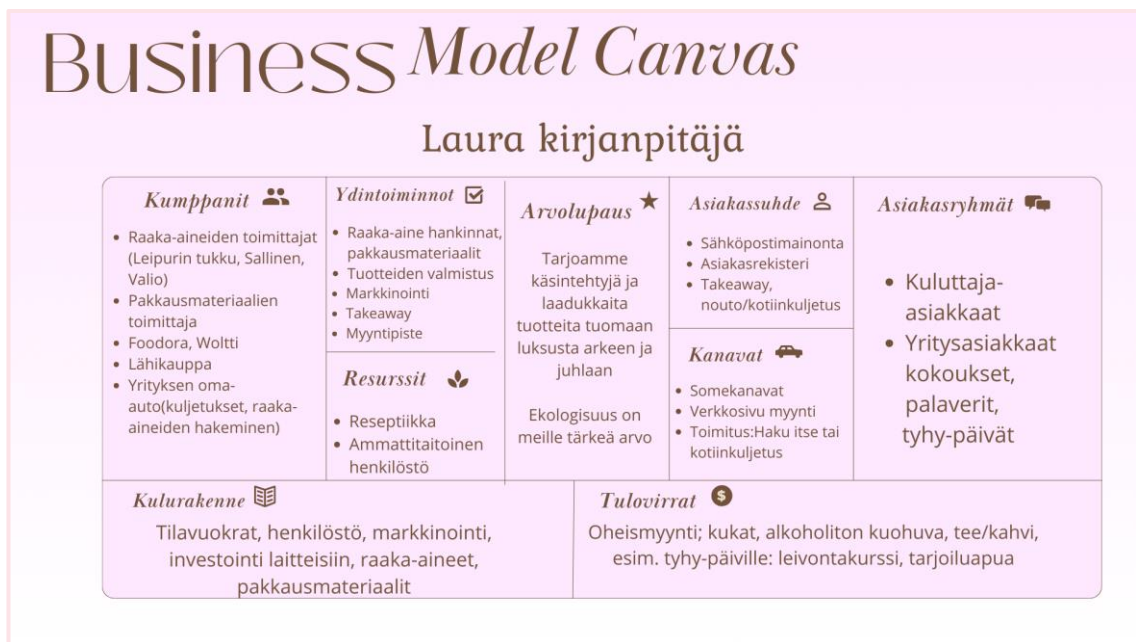 Business Model Canvas
Laura kirjanpitäjä
Kumppanit
• Raaka-aineiden toimittajat
(Leipurin tukku, Sallinen,
Valio)
• Pakkausmateriaalien
toimittaja
• Foodora, Woltti
• Lähikauppa
• Yrityksen oma-
auto(kuljetukset, raaka-
aineiden hakeminen)
Ydintoiminnot
• Raaka-aine hankinnat,
pakkausmateriaalit
• Tuotteiden valmistus
• Markkinointi
• Takeaway
• Myyntipiste
Resurssit
• Reseptiikka
• Ammattitaitoinen
henkilöstö
Arvolupaus
Tarjoamme
käsintehtyjä ja
laadukkaita
tuotteita tuomaan
luksusta arkeen ja
juhlaan
Ekologisuus on
meille tärkeä arvo
Asiakassuhde
• Sähköpostimainonta
• Asiakasrekisteri
• Takeaway,
nouto/kotiinkuljetus
Kanavat
• Somekanavat
• Verkkosivu myynti
• Toimitus:Haku itse tai
kotiinkuljetus
Asiakasryhmät
• Kuluttaja-
asiakkaat
• Yritysasiakkaat
kokoukset,
palaverit,
tyhy-päivät
Kulurakenne
Tilavuokrat, henkilöstö, markkinointi,
investointi laitteisiin, raaka-aineet,
pakkausmateriaalit
Tulovirrat
Oheismyynti; kukat, alkoholiton kuohuva, tee/kahvi,
esim. tyhy-päiville: leivontakurssi, tarjoiluapua